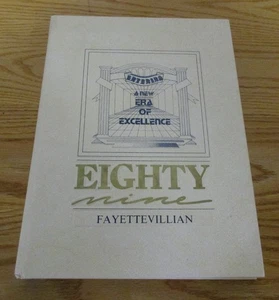 ENTERING
A NEW
ERA
OF
EXCELLENCE
EIGHTY
nine
FAYETTEVILLIAN